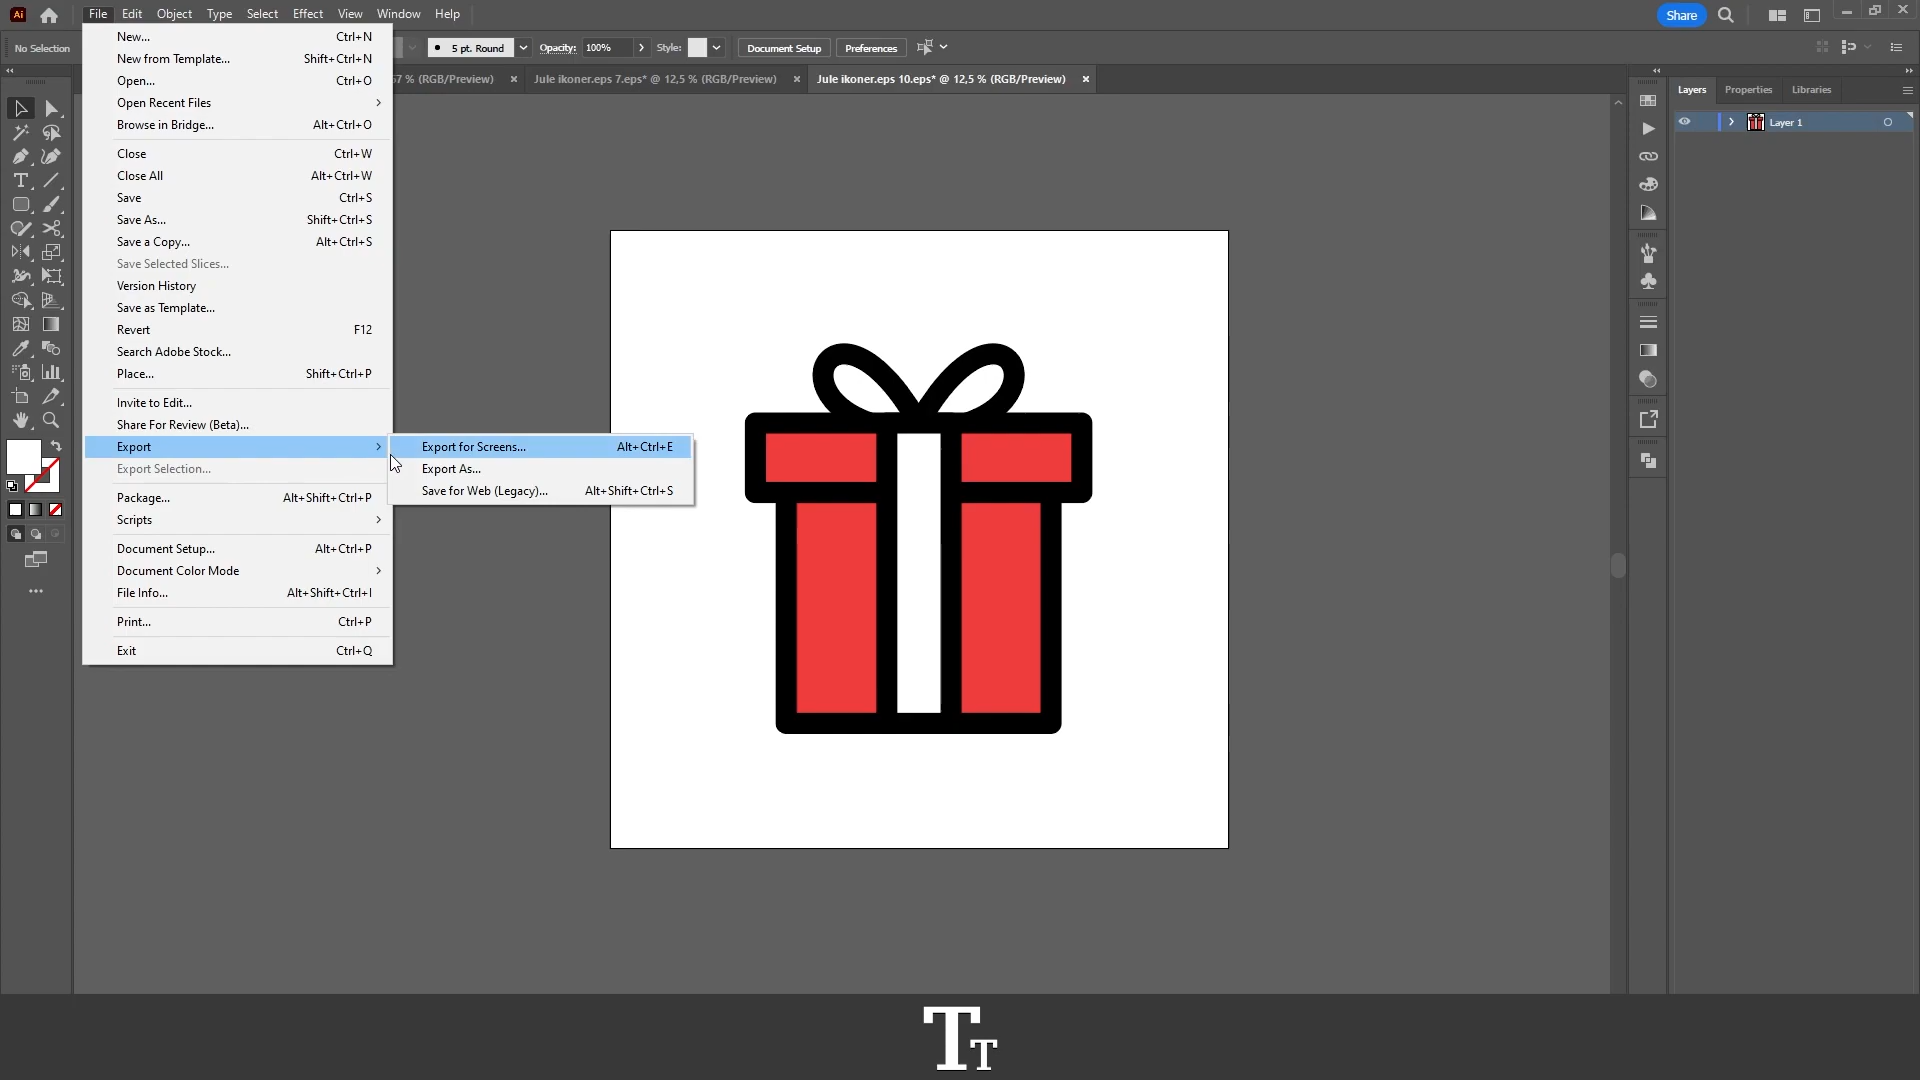 Ai File Edit Object Type Select Effect View Window Help Share
No Selection 5 pt. Round Opacity: 100% Style: Document Setup Preferences
67 % (RGB/Preview) × Jule ikoner.eps 7.eps* @ 12,5 % (RGB/Preview) × Jule ikoner.eps 10.eps* @ 12,5 % (RGB/Preview) ×
Layers Properties Libraries
Layer 1
New... Ctrl+N
New from Template... Shift+Ctrl+N
Open... Ctrl+O
Open Recent Files
Browse in Bridge... Alt+Ctrl+O
Close Ctrl+W
Close All Alt+Ctrl+W
Save Ctrl+S
Save As... Shift+Ctrl+S
Save a Copy... Alt+Ctrl+S
Save Selected Slices...
Version History
Save as Template...
Revert F12
Search Adobe Stock...
Place... Shift+Ctrl+P
Invite to Edit...
Share For Review (Beta)...
Export
Export Selection...
Package... Alt+Shift+Ctrl+P
Scripts
Document Setup... Alt+Ctrl+P
Document Color Mode
File Info... Alt+Shift+Ctrl+I
Print... Ctrl+P
Exit Ctrl+Q
Export for Screens... Alt+Ctrl+E
Export As...
Save for Web (Legacy)... Alt+Shift+Ctrl+S
TT